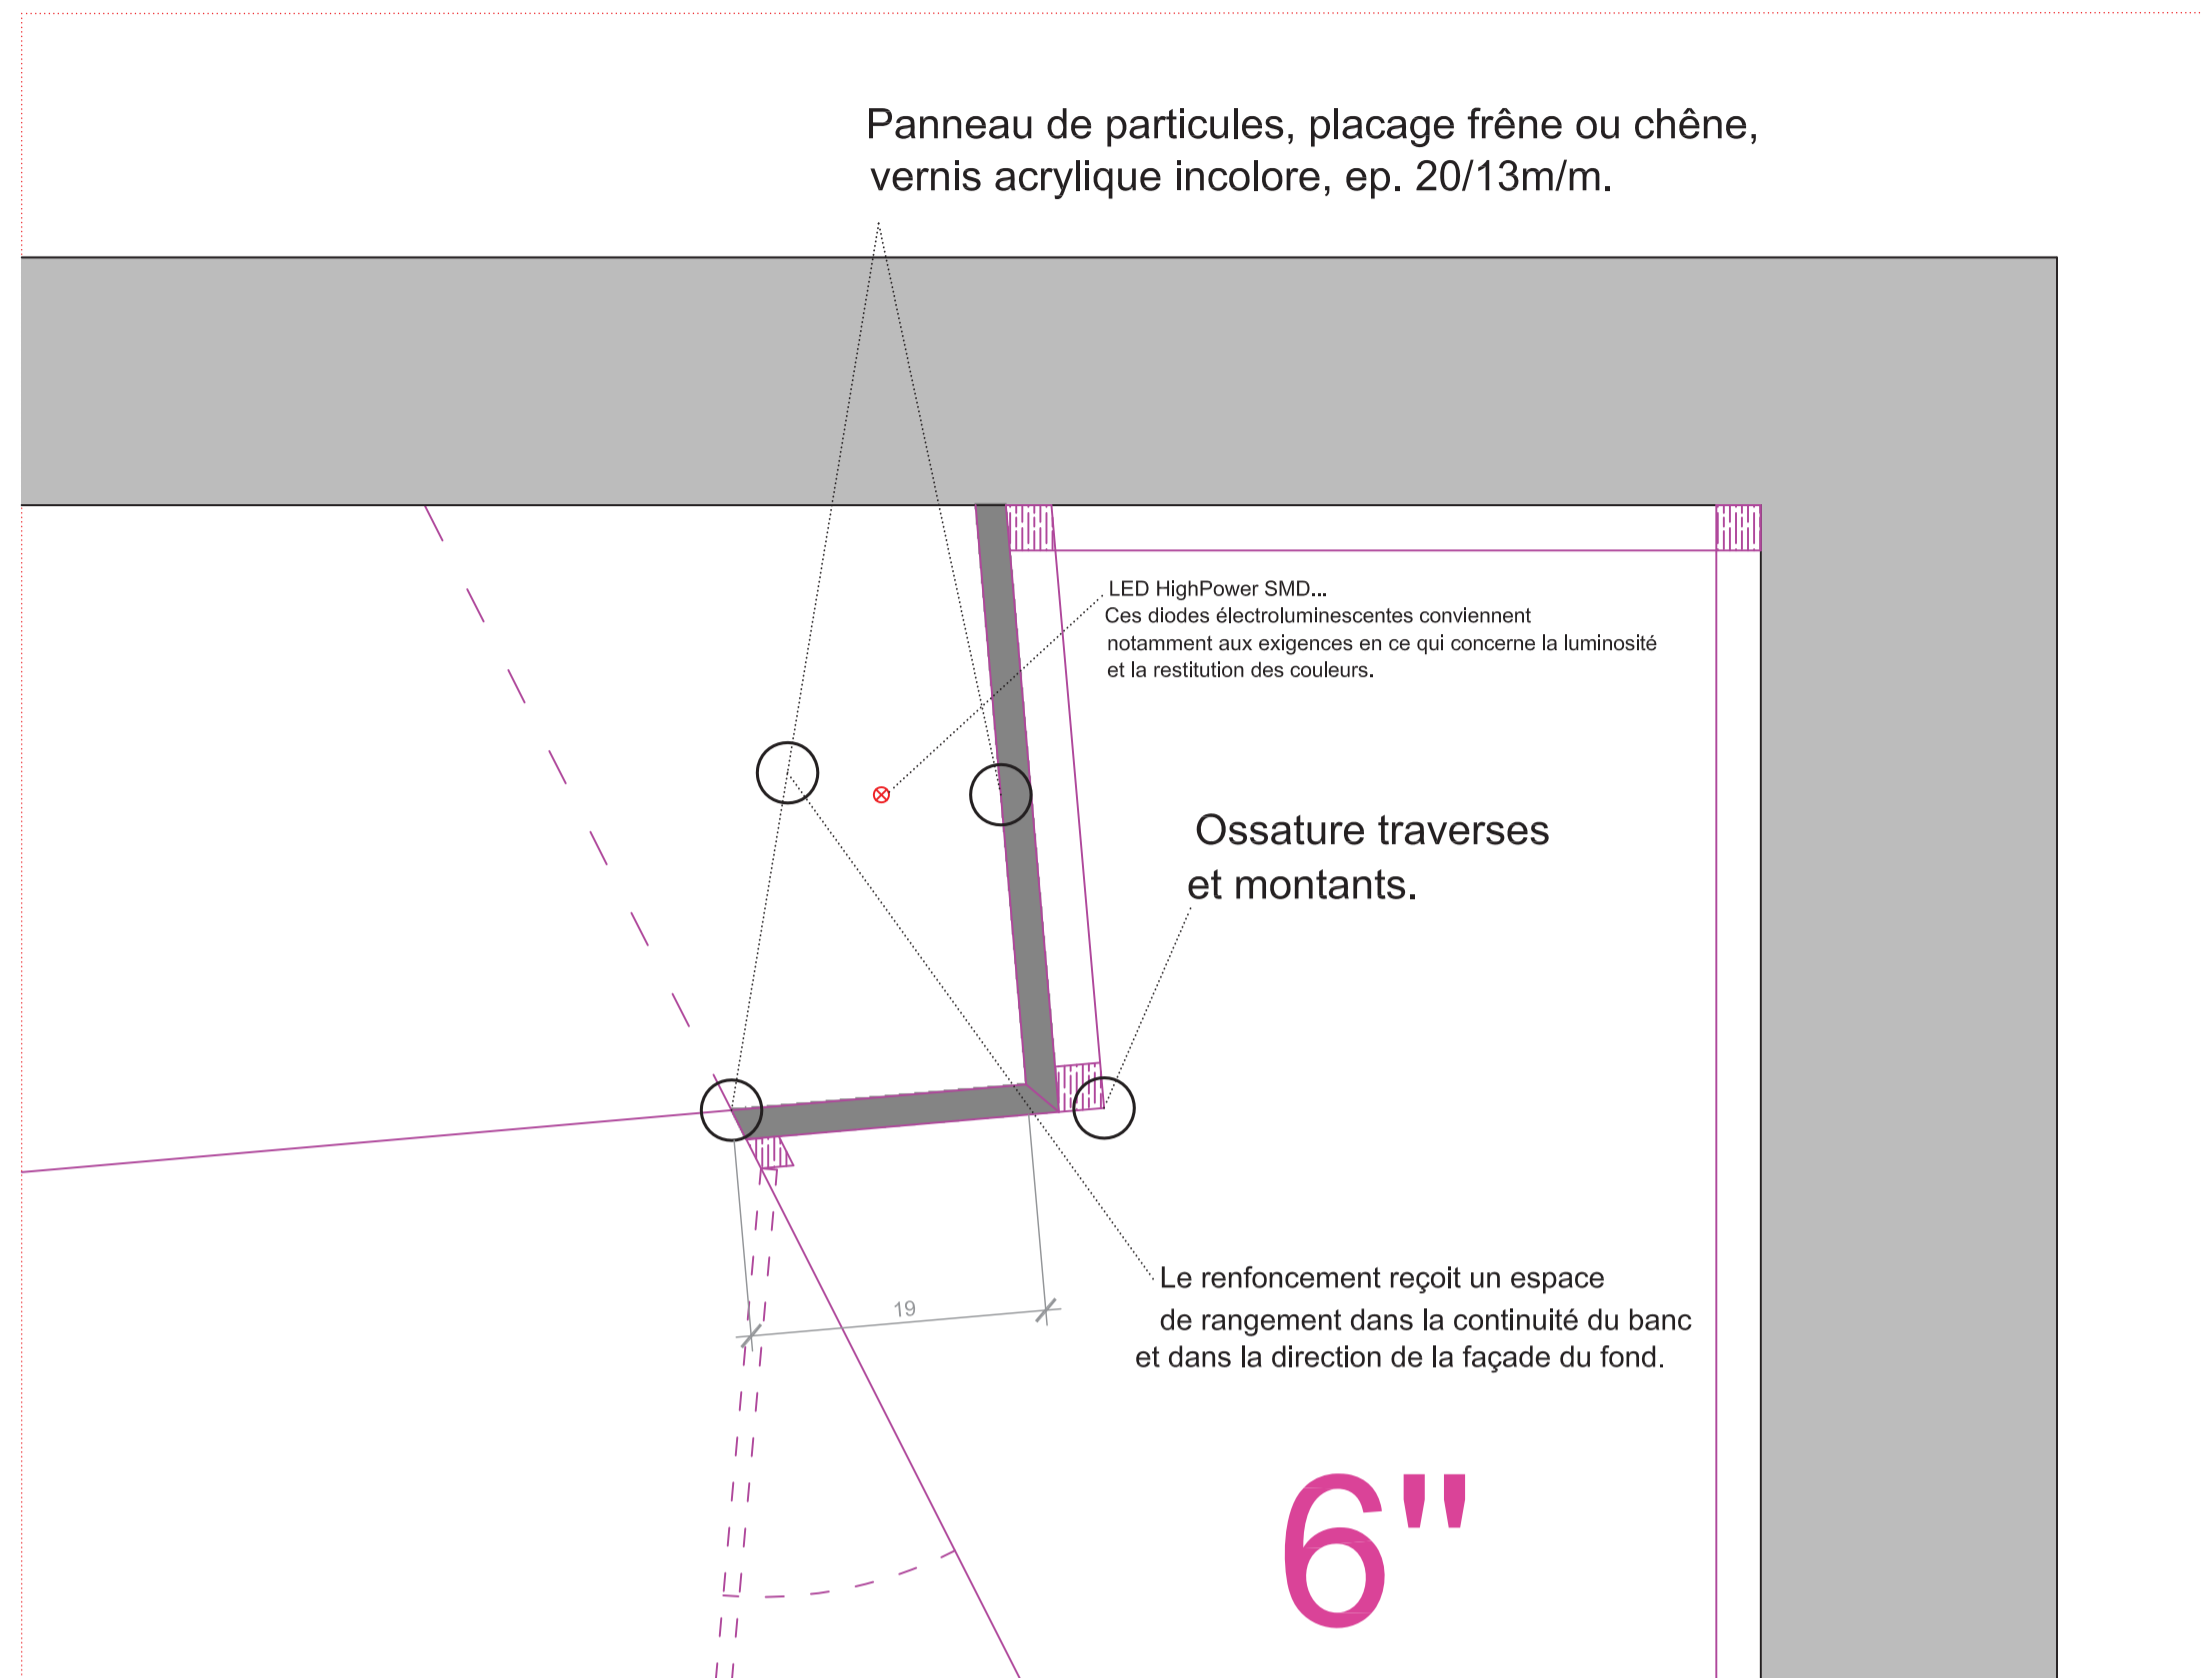 Panneau de particules, placage frêne ou chêne,
vernis acrylique incolore, ep. 20/13m/m.
LED HighPower SMD...
Ces diodes électroluminescentes conviennent
notamment aux exigences en ce qui concerne la luminosité
et la restitution des couleurs.
Ossature traverses
et montants.
Le renfoncement reçoit un espace
de rangement dans la continuité du banc
et dans la direction de la façade du fond.
19
6"